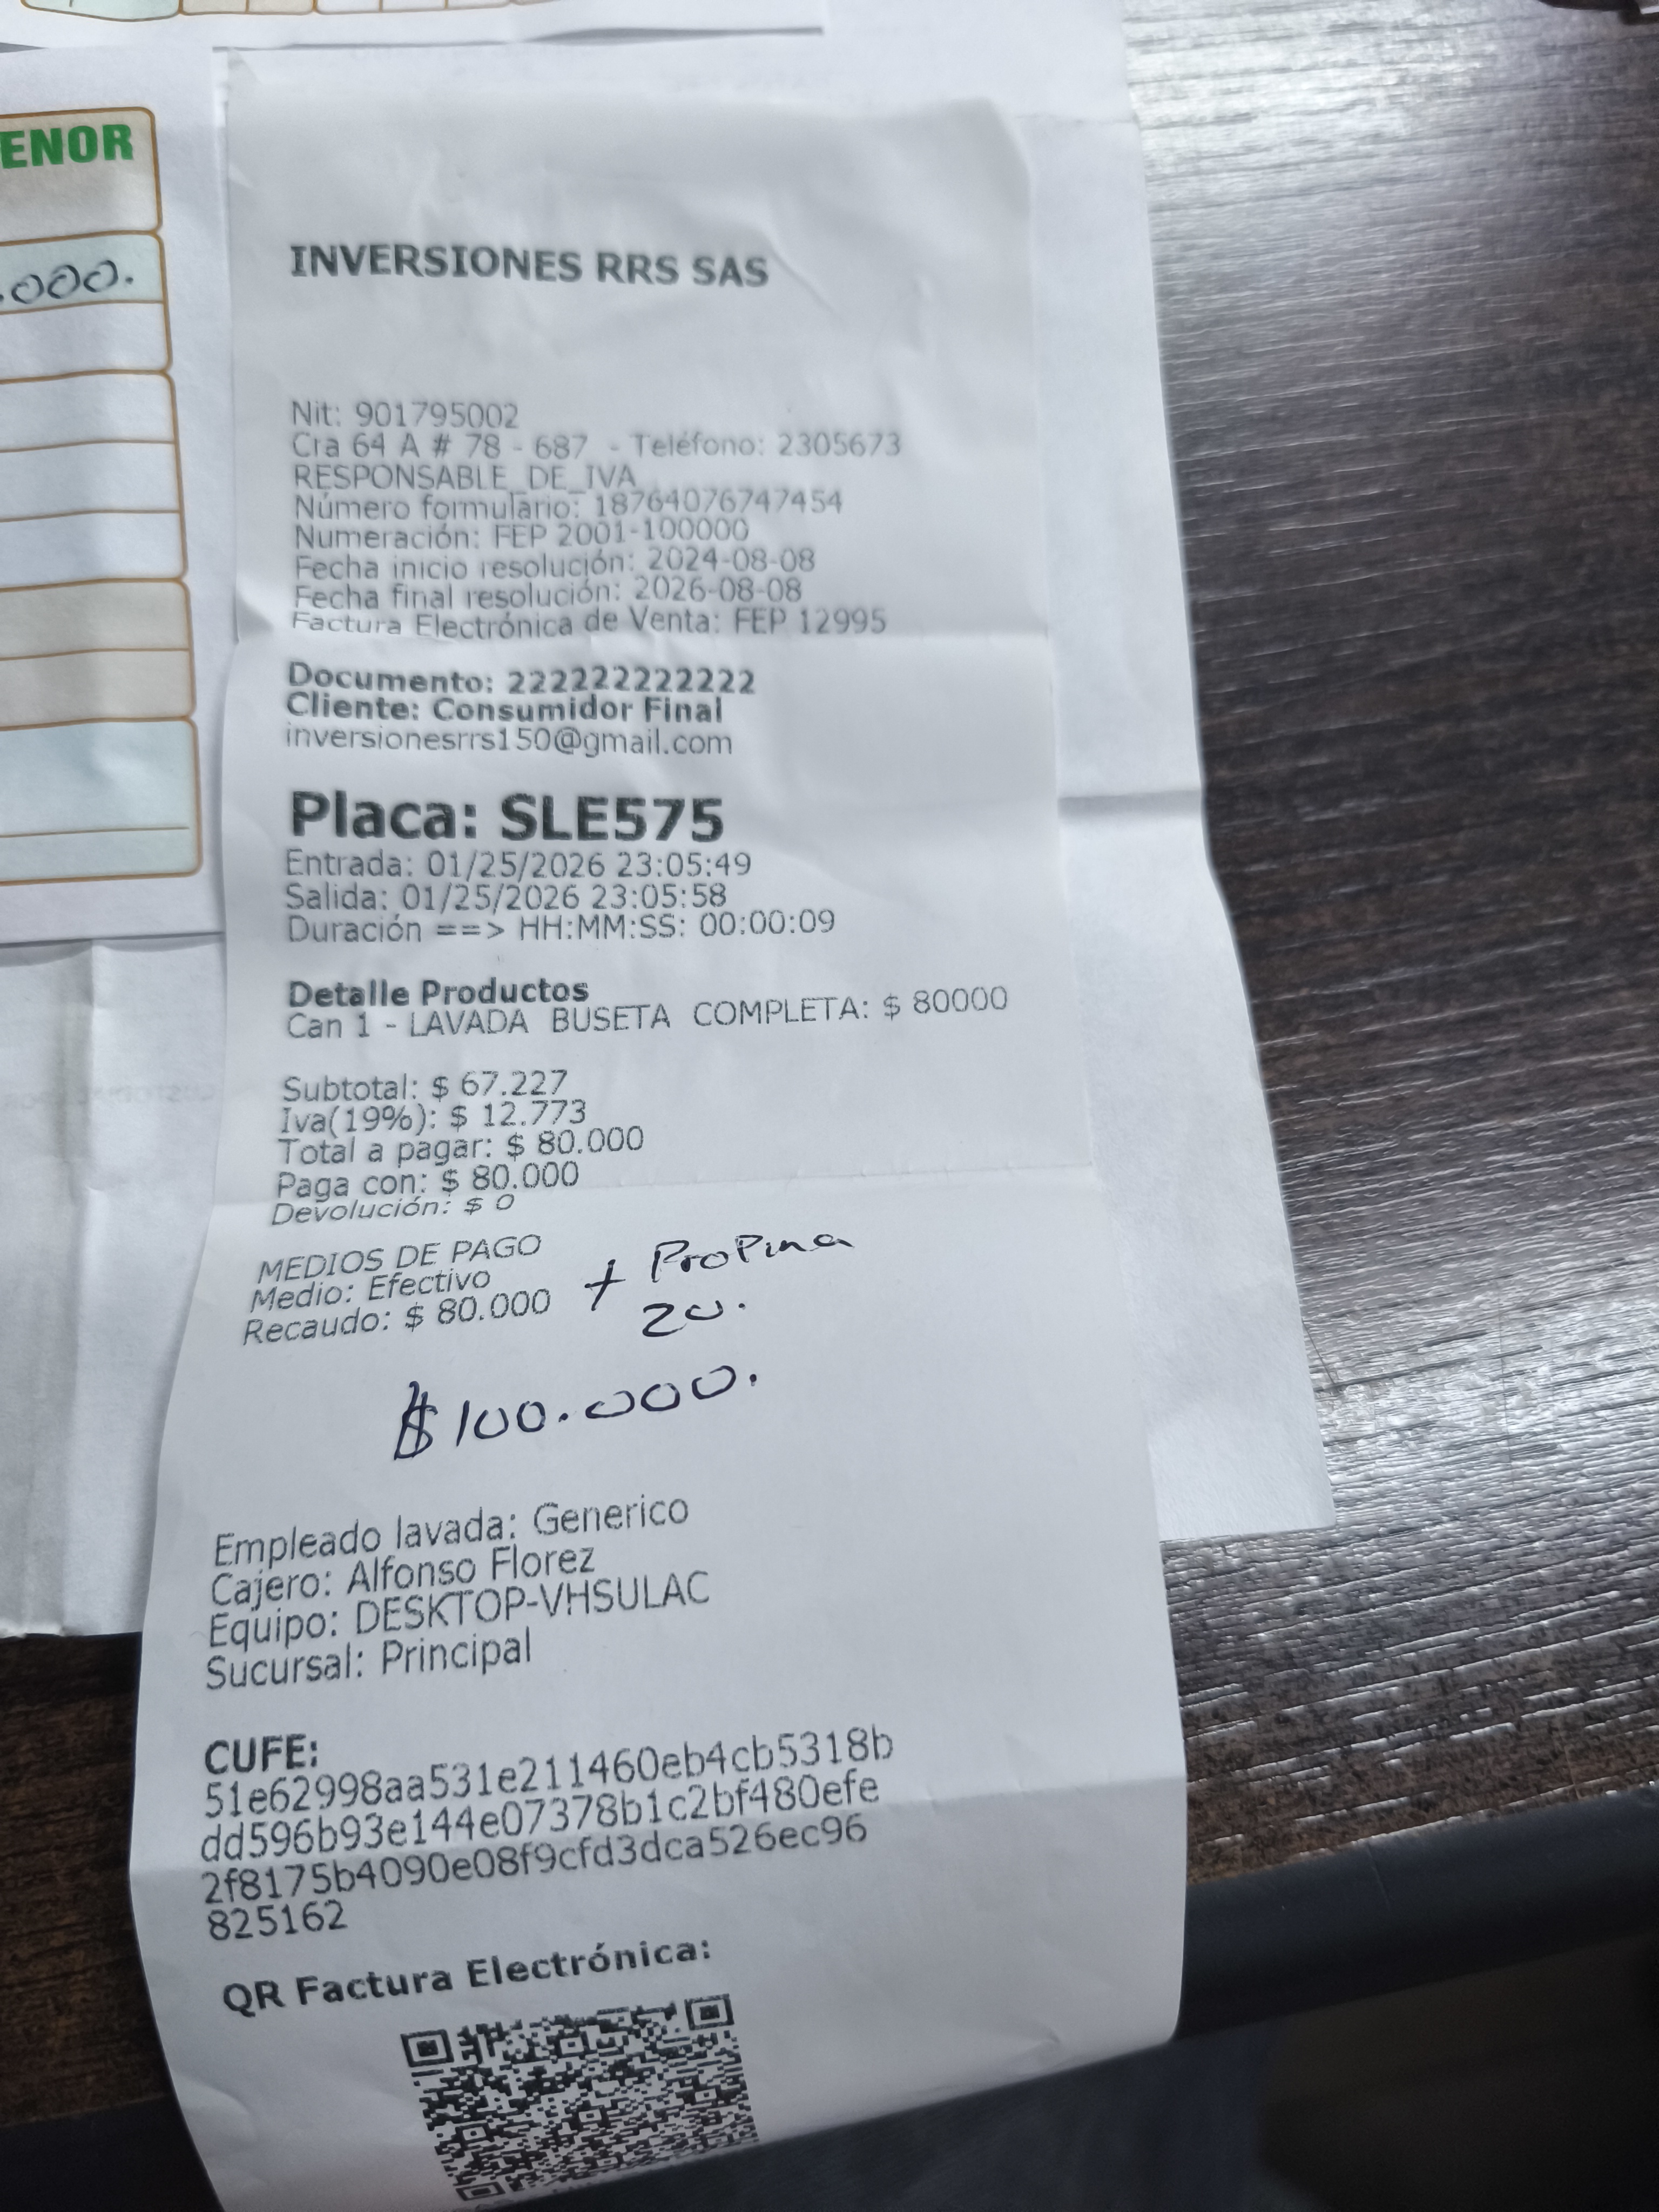 ENOR
.000.
INVERSIONES RRS SAS
Nit: 901795002
Cra 64 A # 78 - 687 - Teléfono: 2305673
RESPONSABLE_DE_IVA
Número formulario: 18764076747454
Numeración: FEP 2001-100000
Fecha inicio resolución: 2024-08-08
Fecha final resolución: 2026-08-08
Factura Electrónica de Venta: FEP 12995
Documento: 222222222222
Cliente: Consumidor Final
inversionesrrs150@gmail.com
Placa: SLE575
Entrada: 01/25/2026 23:05:49
Salida: 01/25/2026 23:05:58
Duración ==> HH:MM:SS: 00:00:09
Detalle Productos
Can 1 - LAVADA BUSETA COMPLETA: $ 80000
Subtotal: $ 67.227
Iva(19%): $ 12.773
Total a pagar: $ 80.000
Paga con: $ 80.000
Devolución: $ 0
MEDIOS DE PAGO
Medio: Efectivo
Recaudo: $ 80.000
+ Propina
20.
$100.000.
Empleado lavada: Generico
Cajero: Alfonso Florez
Equipo: DESKTOP-VHSULAC
Sucursal: Principal
CUFE:
51e62998aa531e211460eb4cb5318b
dd596b93e144e07378b1c2bf480efe
2f8175b4090e08f9cfd3dca526ec96
825162
QR Factura Electrónica: